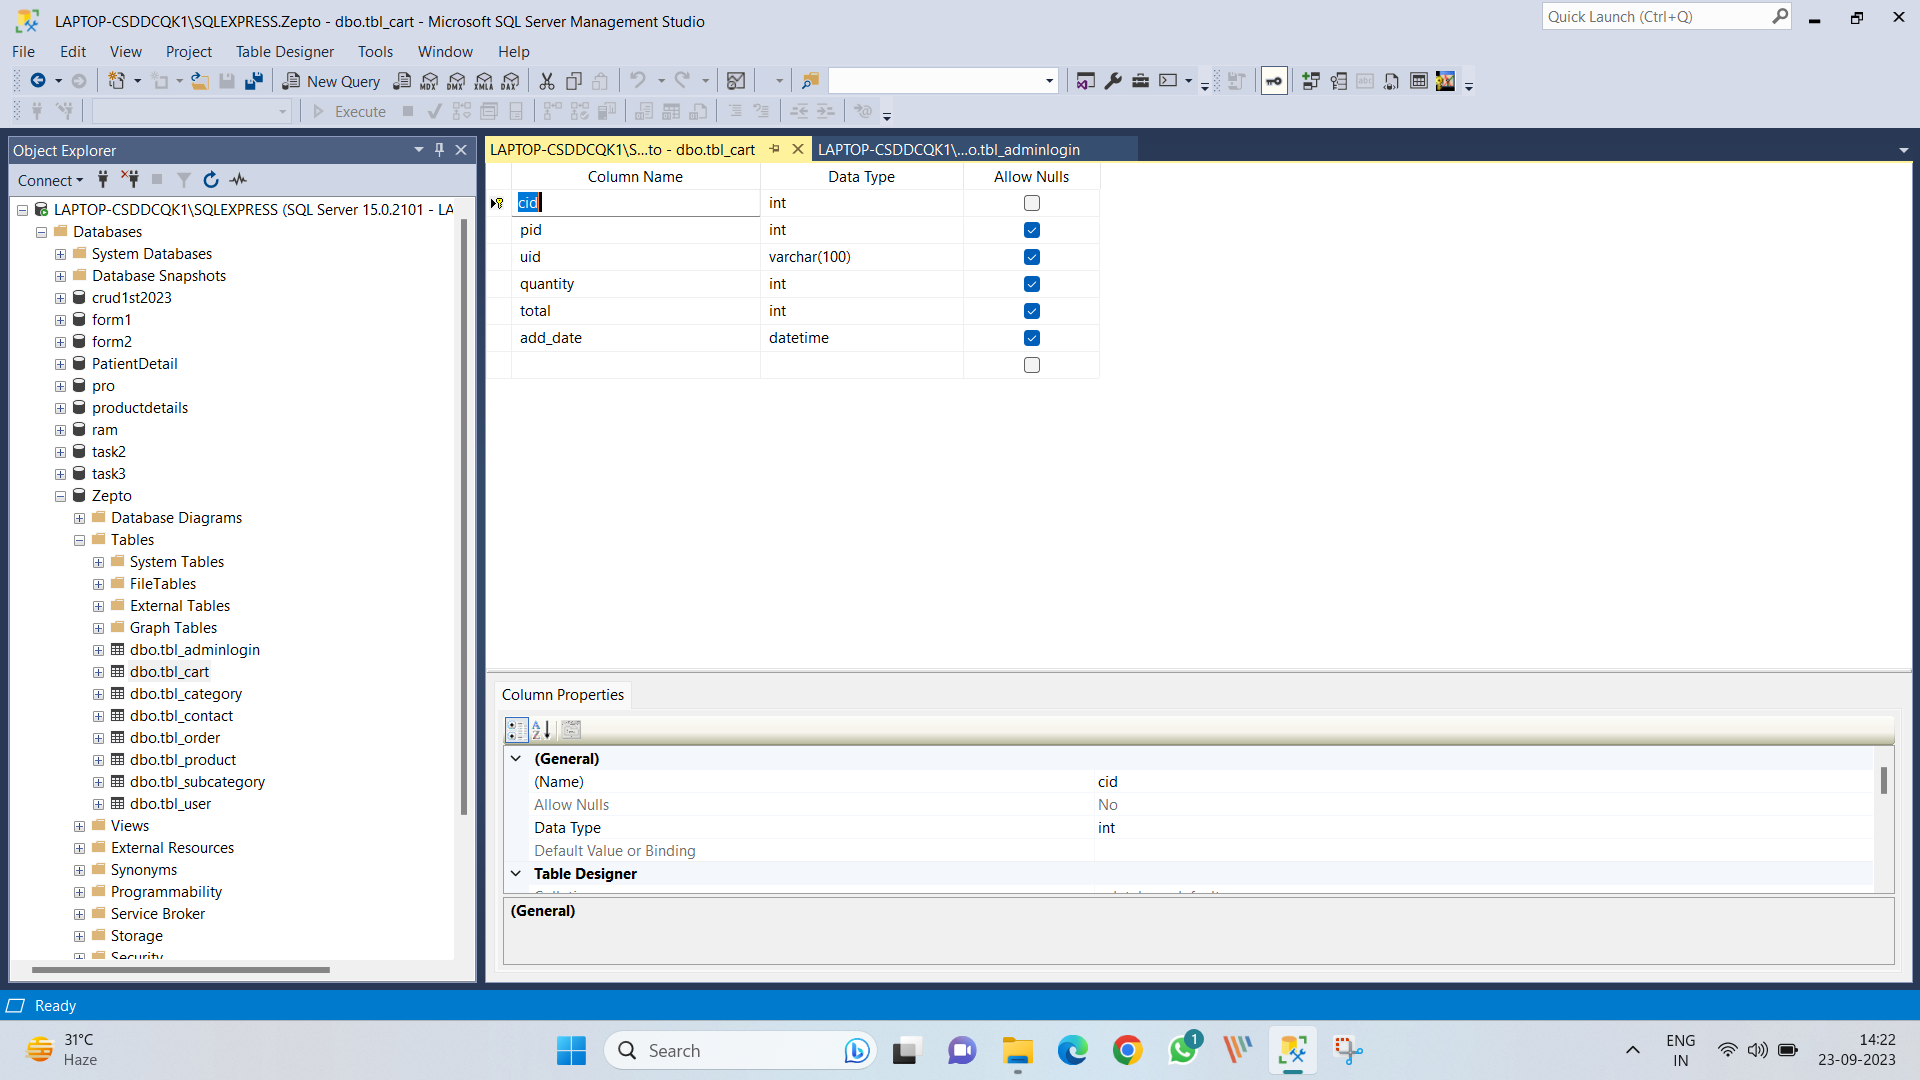 LAPTOP-CSDDCQK1\SQLEXPRESS.Zepto - dbo.tbl_cart - Microsoft SQL Server Management Studio
Quick Launch (Ctrl+Q)
File Edit View Project Table Designer Tools Window Help
New Query MDX DMX XMLA DAX
Execute
Object Explorer
Connect
LAPTOP-CSDDCQK1\SQLEXPRESS (SQL Server 15.0.2101 - LA
Databases
System Databases
Database Snapshots
crud1st2023
form1
form2
PatientDetail
pro
productdetails
ram
task2
task3
Zepto
Database Diagrams
Tables
System Tables
FileTables
External Tables
Graph Tables
dbo.tbl_adminlogin
dbo.tbl_cart
dbo.tbl_category
dbo.tbl_contact
dbo.tbl_order
dbo.tbl_product
dbo.tbl_subcategory
dbo.tbl_user
Views
External Resources
Synonyms
Programmability
Service Broker
Storage
Security
LAPTOP-CSDDCQK1\S...to - dbo.tbl_cart LAPTOP-CSDDCQK1\...o.tbl_adminlogin
Column Name Data Type Allow Nulls
cid int
pid int
uid varchar(100)
quantity int
total int
add_date datetime
Column Properties
(General)
(Name) cid
Allow Nulls No
Data Type int
Default Value or Binding
Table Designer
(General)
Ready
31°C
Haze
Search
1
ENG
IN
14:22
23-09-2023